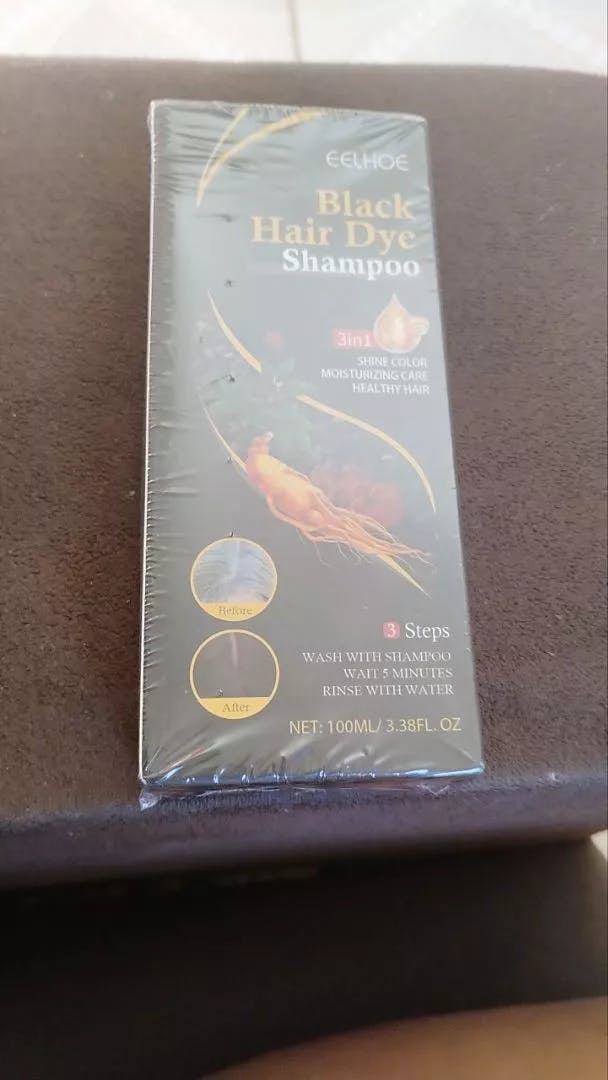 EELHOE
Black
Hair Dye
Shampoo
3in1
SHINE COLOR
MOISTURIZING CARE
HEALTHY HAIR
Before
After
3 Steps
WASH WITH SHAMPOO
WAIT 5 MINUTES
RINSE WITH WATER
NET: 100ML/ 3.38FL. OZ